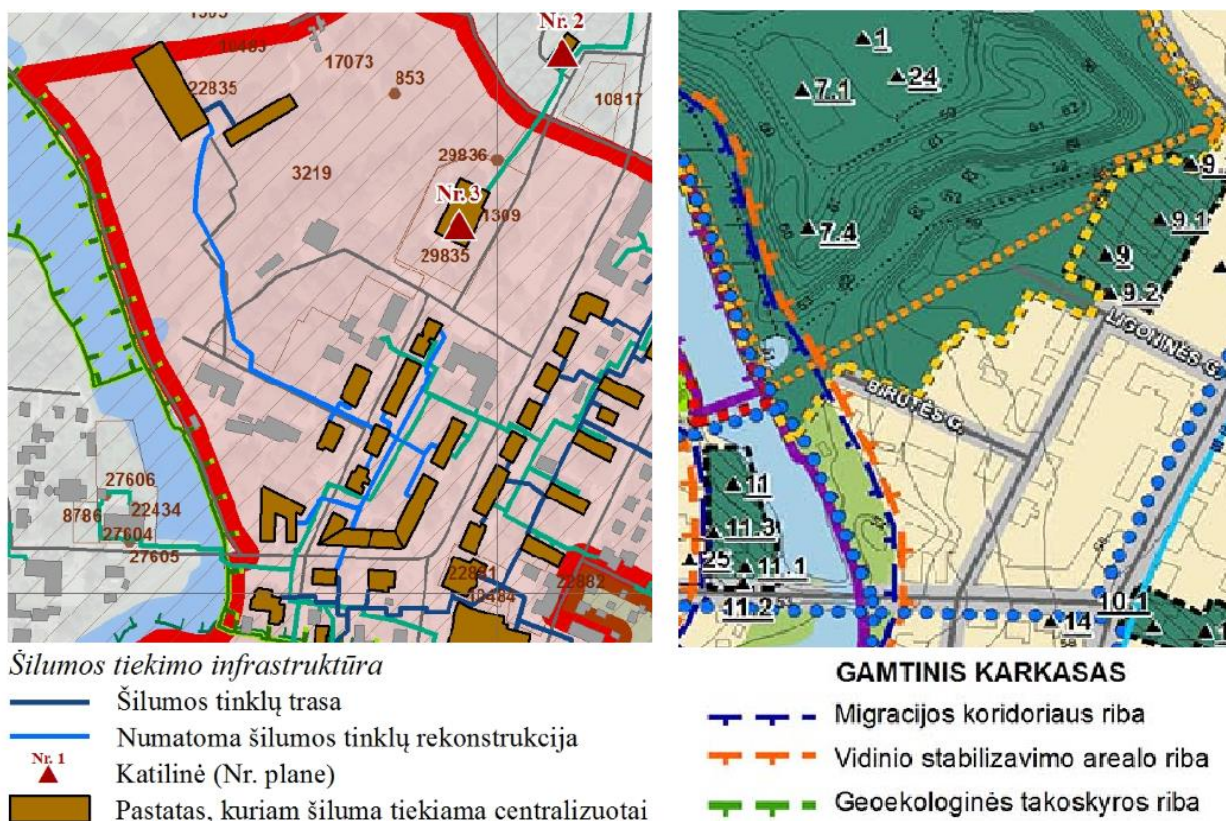 Nr. 2
17073
853
22835
10817
29836
3219
Nr. 3
1309
29835
27606
8786
22434
27604
27605
22882
Šilumos tiekimo infrastruktūra
Šilumos tinklų trasa
Numatoma šilumos tinklų rekonstrukcija
Nr. 1
Katilinė (Nr. plane)
Pastatas, kuriam šiluma tiekiama centralizuotai
1
24
7.1
9.1
7.4
9
9.2
LIGONINĖS G.
BIRUTĖS G.
11
11.3
25
11.1
11.2
10.1
14
GAMTINIS KARKASAS
Migracijos koridoriaus riba
Vidinio stabilizavimo arealo riba
Geoekologinės takoskyros riba